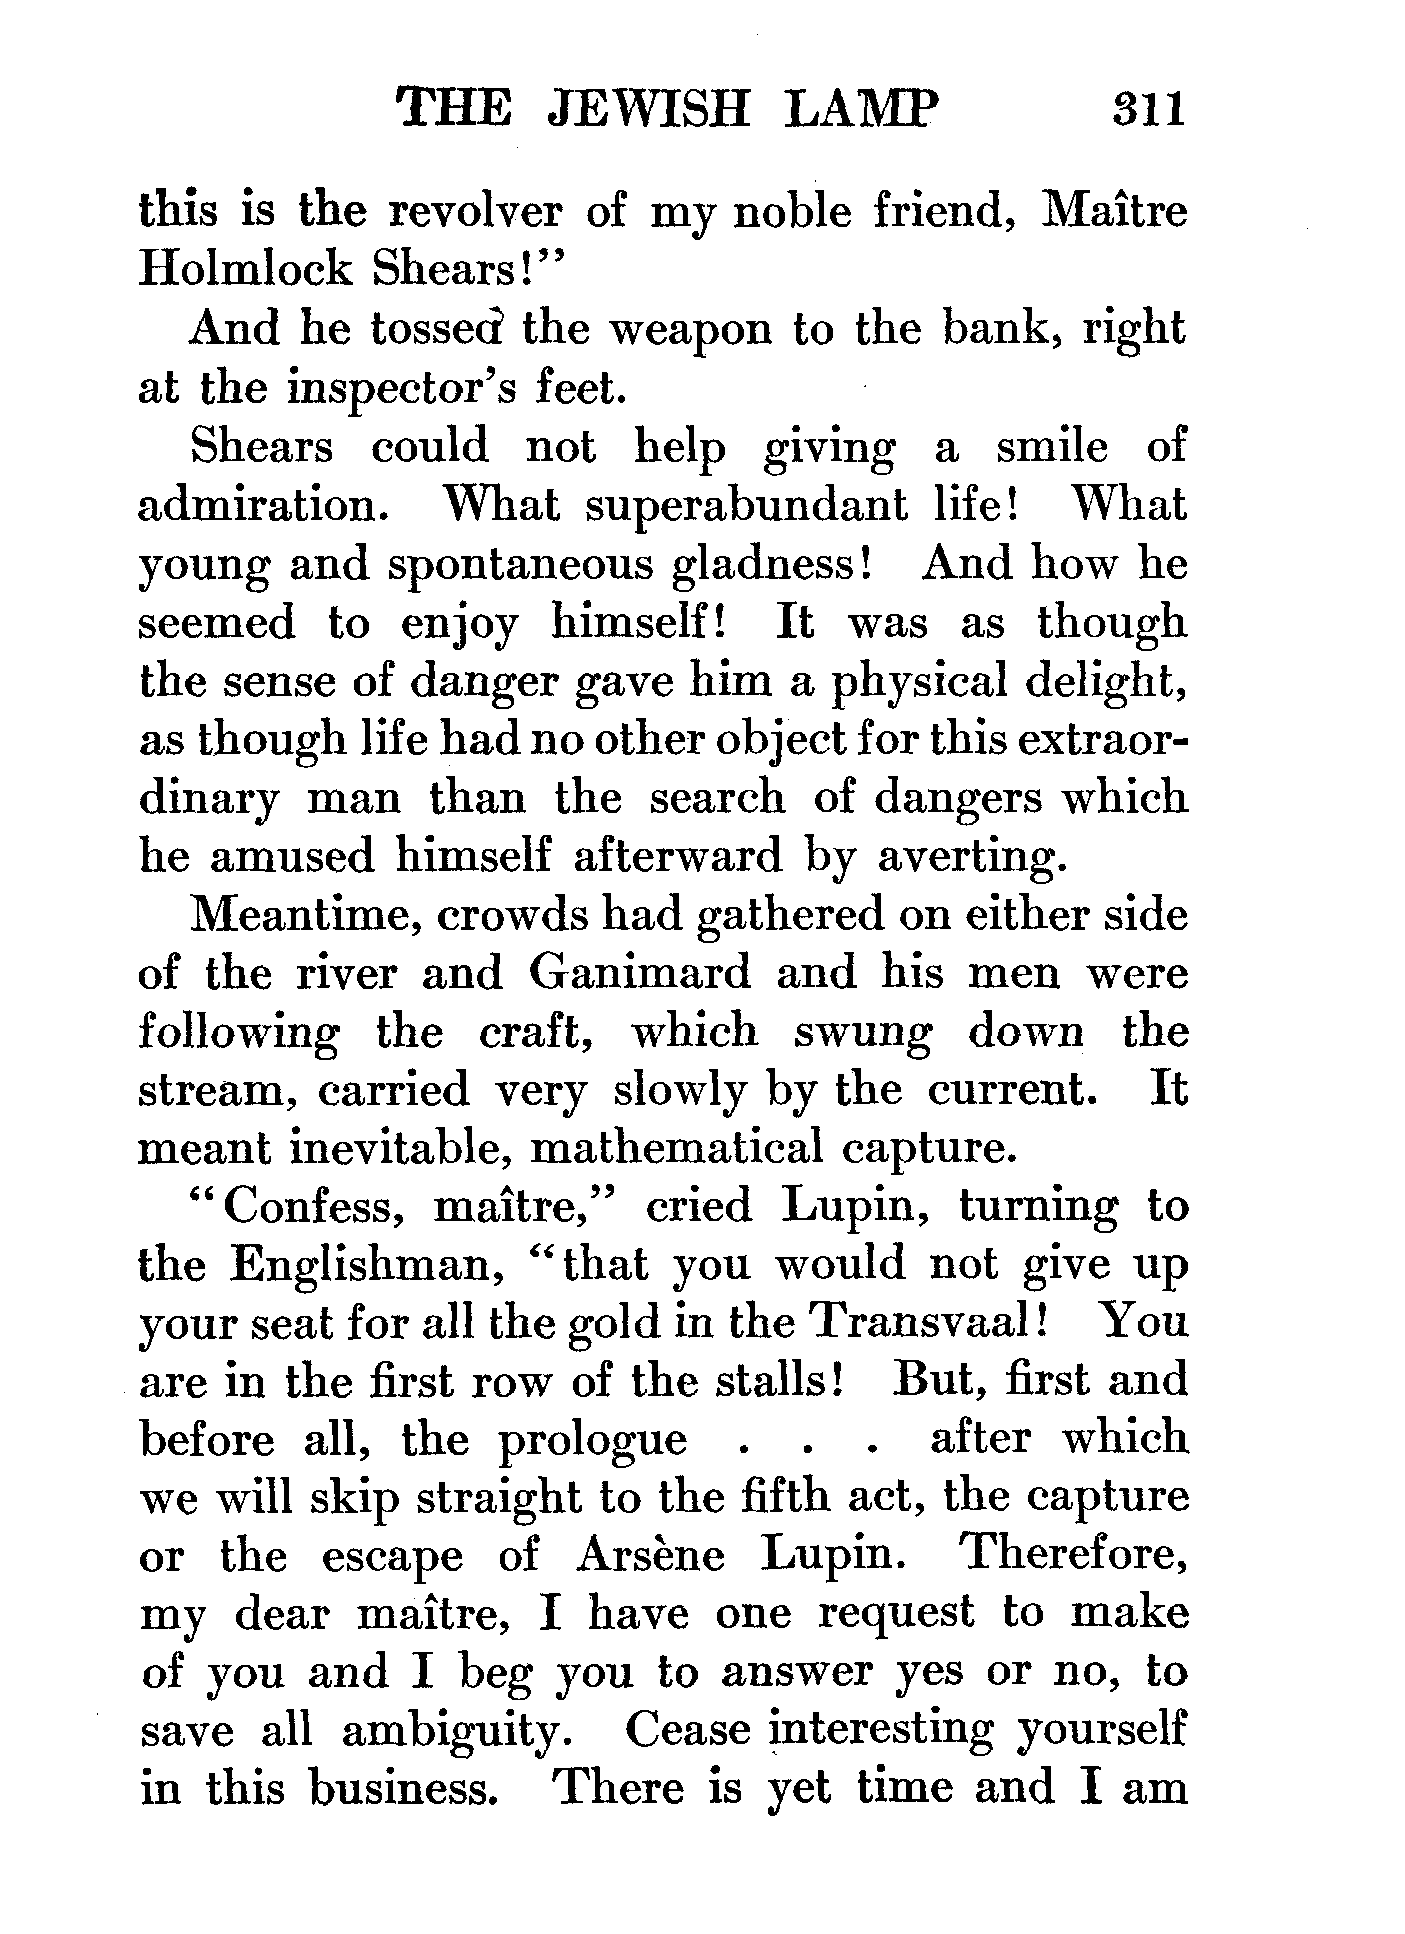 THE JEWISH LAMP 311
this is the revolver of my noble friend, Maître
Holmlock Shears!”
And he tossed the weapon to the bank, right
at the inspector’s feet.
Shears could not help giving a smile of
admiration. What superabundant life! What
young and spontaneous gladness! And how he
seemed to enjoy himself! It was as though
the sense of danger gave him a physical delight,
as though life had no other object for this extraor-
dinary man than the search of dangers which
he amused himself afterward by averting.
Meantime, crowds had gathered on either side
of the river and Ganimard and his men were
following the craft, which swung down the
stream, carried very slowly by the current. It
meant inevitable, mathematical capture.
“Confess, maître,” cried Lupin, turning to
the Englishman, “that you would not give up
your seat for all the gold in the Transvaal! You
are in the first row of the stalls! But, first and
before all, the prologue . . . after which
we will skip straight to the fifth act, the capture
or the escape of Arsène Lupin. Therefore,
my dear maître, I have one request to make
of you and I beg you to answer yes or no, to
save all ambiguity. Cease interesting yourself
in this business. There is yet time and I am